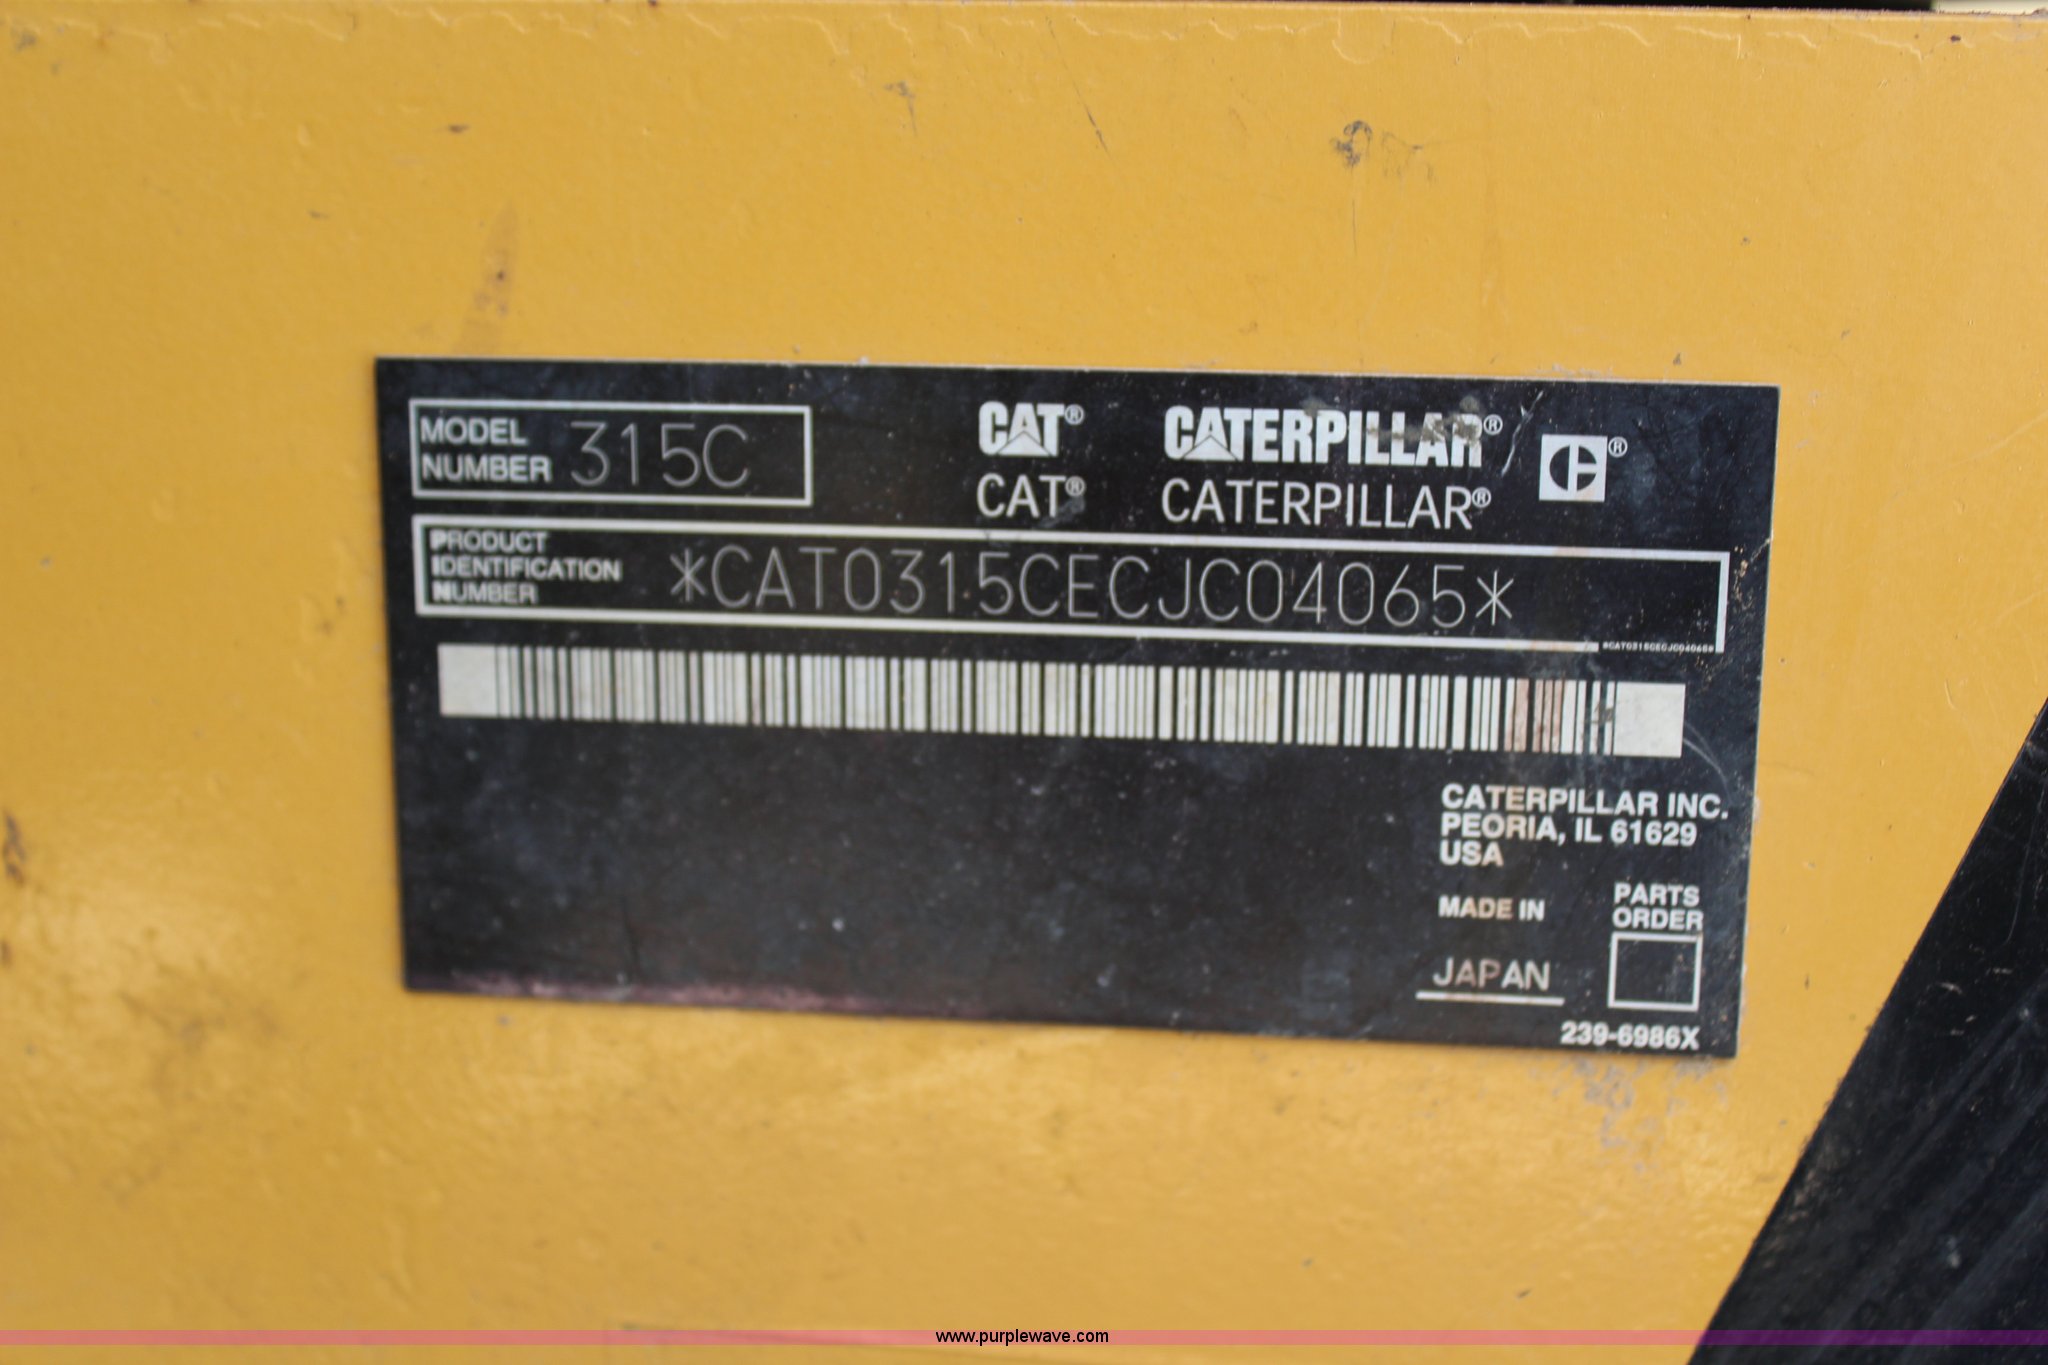 MODEL
NUMBER 315C
CAT® CATERPILLAR®
CAT® CATERPILLAR®
®
PRODUCT
IDENTIFICATION
NUMBER
*CAT0315CECJC04065*
*CAT0315CECJC04065*
CATERPILLAR INC.
PEORIA, IL 61629
USA
MADE IN
JAPAN
PARTS
ORDER
239-6986X
www.purplewave.com